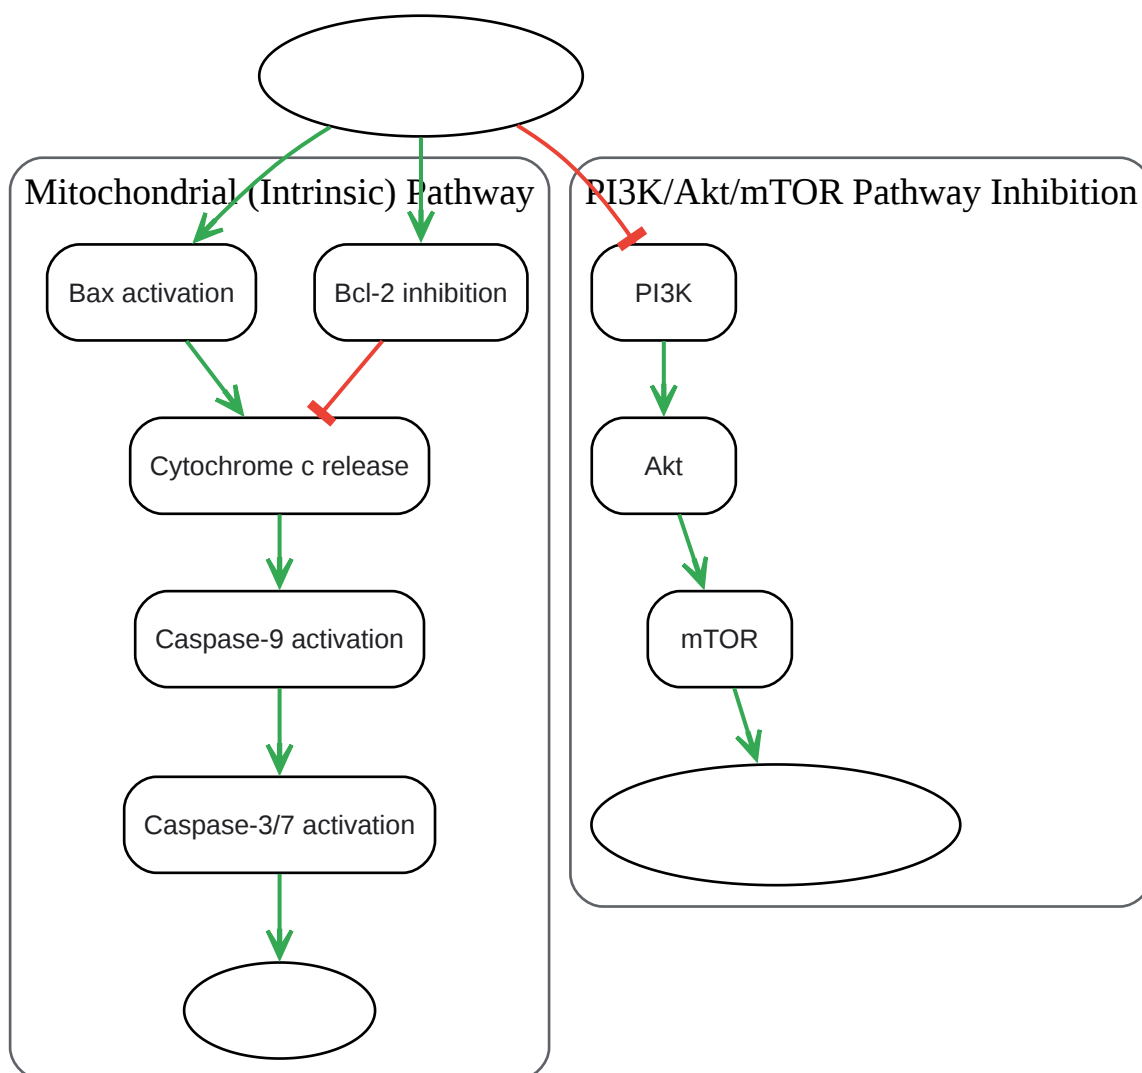 Mitochondrial (Intrinsic) Pathway
PI3K/Akt/mTOR Pathway Inhibition
Bax activation
Bcl-2 inhibition
PI3K
Cytochrome c release
Akt
Caspase-9 activation
mTOR
Caspase-3/7 activation